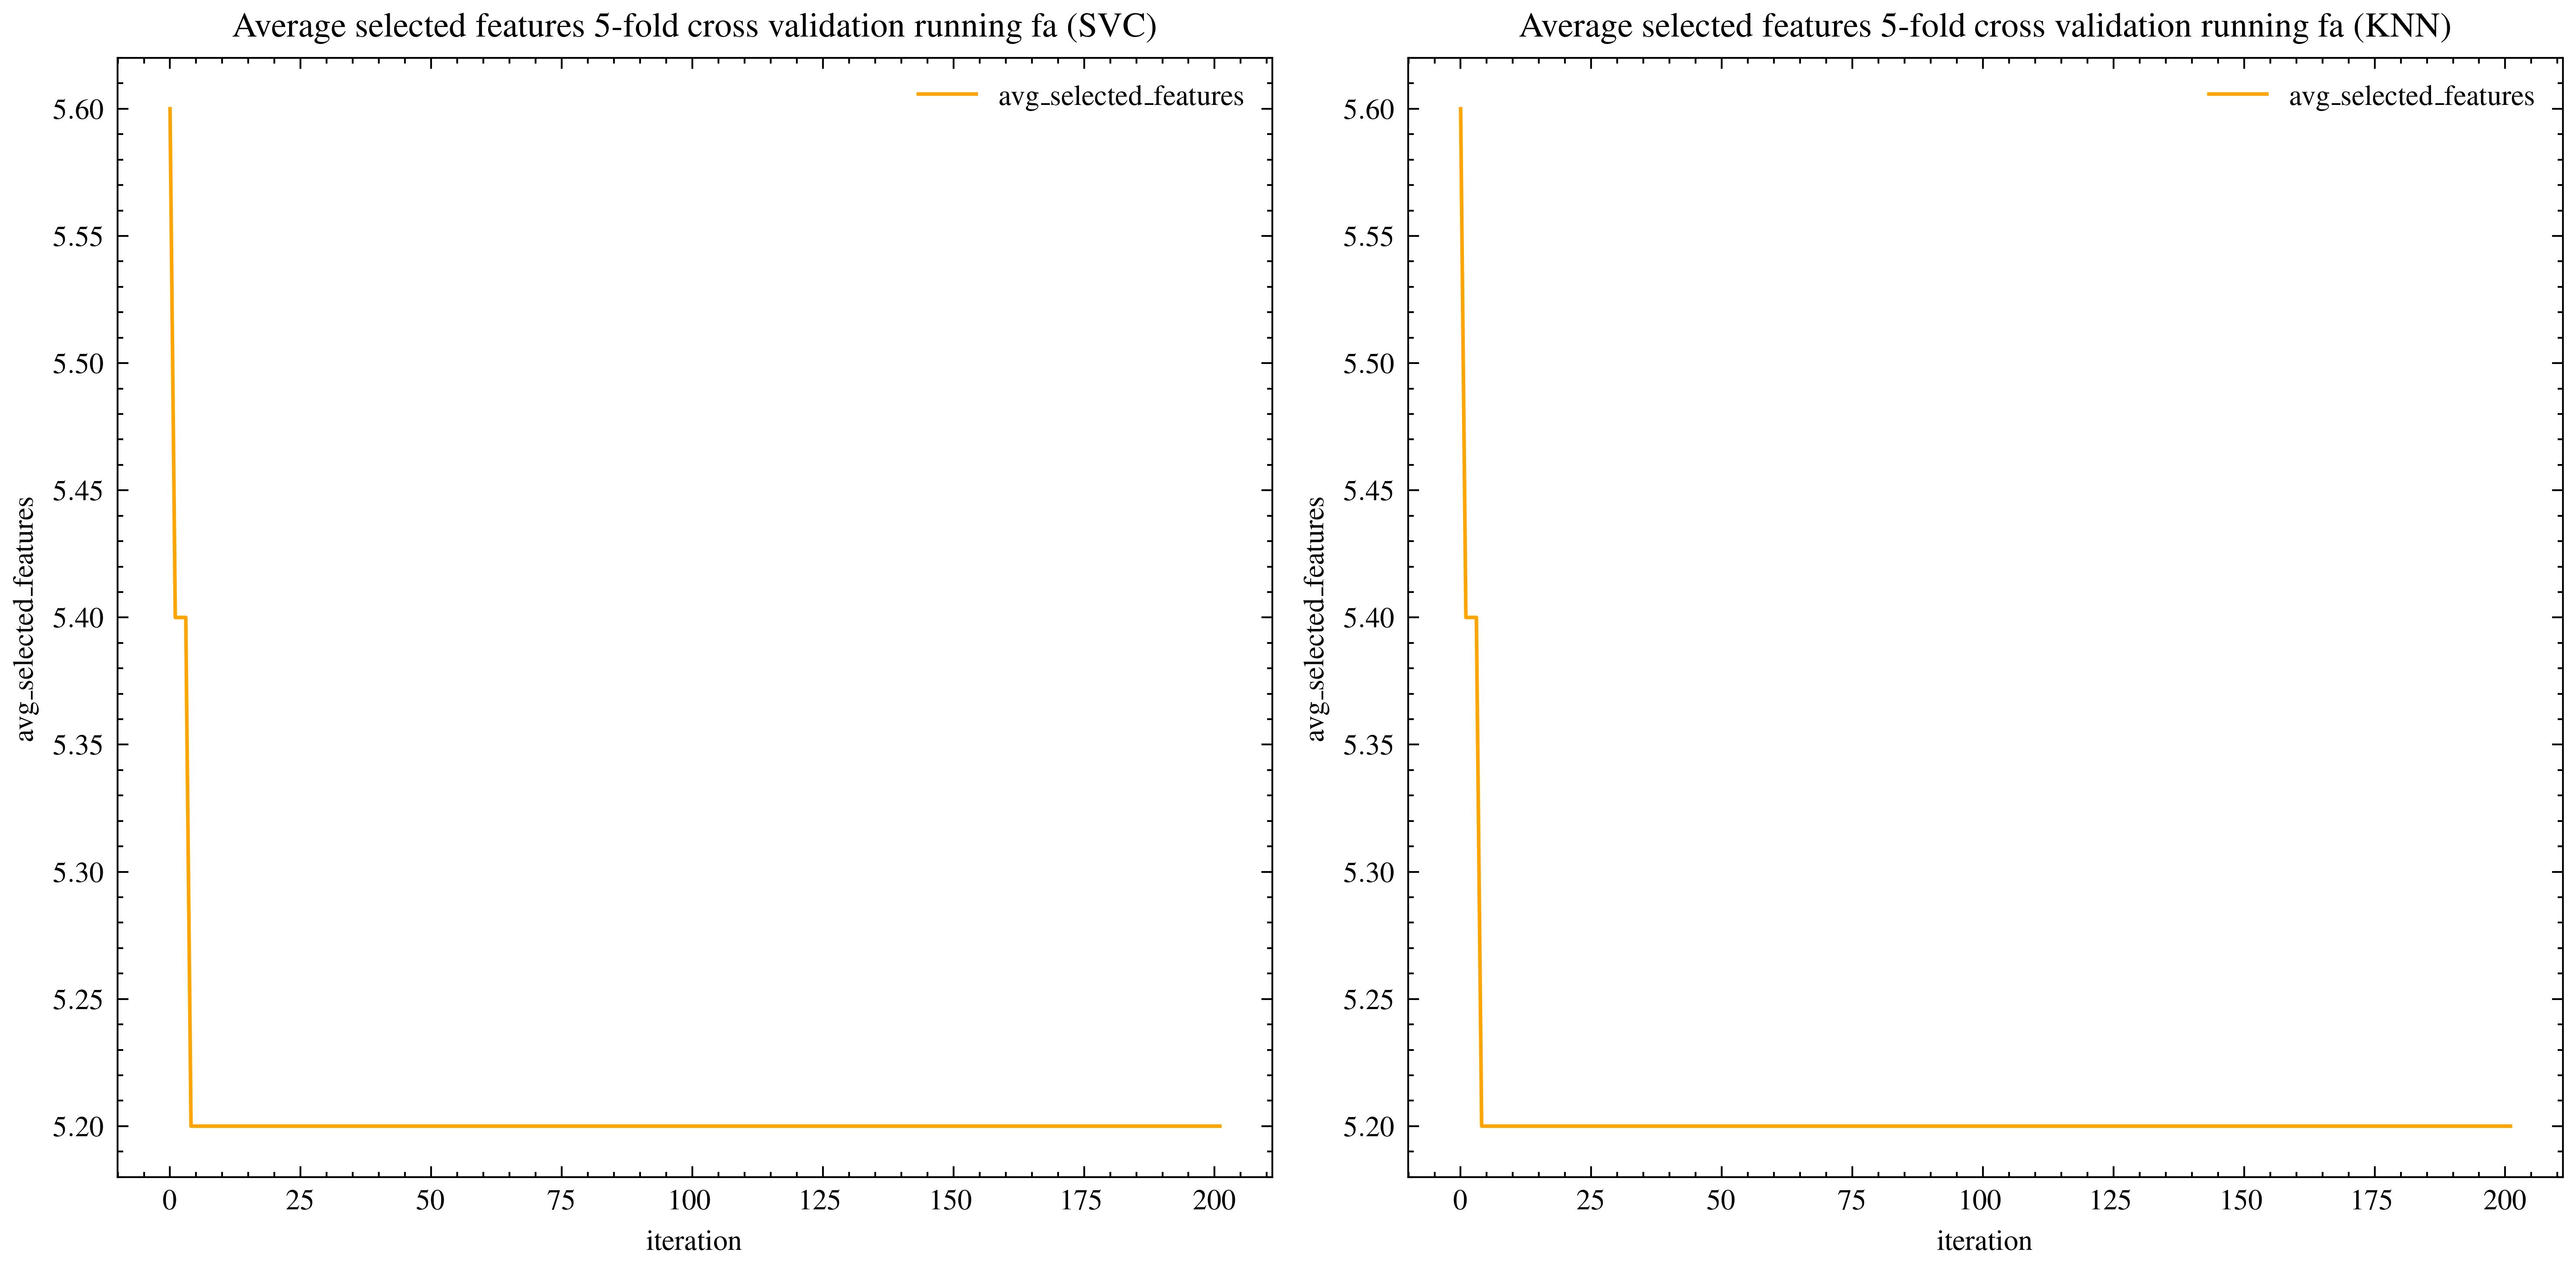 Average selected features 5-fold cross validation running fa (SVC)
avg_selected_features
5.60
5.55
5.50
5.45
5.40
5.35
5.30
5.25
5.20
avg_selected_features
0 25 50 75 100 125 150 175 200
iteration
Average selected features 5-fold cross validation running fa (KNN)
avg_selected_features
5.60
5.55
5.50
5.45
5.40
5.35
5.30
5.25
5.20
avg_selected_features
0 25 50 75 100 125 150 175 200
iteration